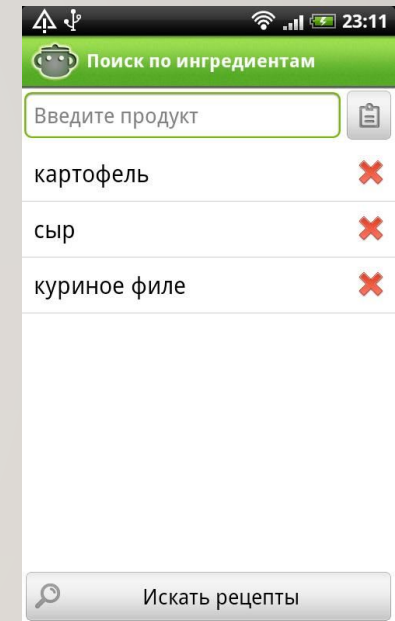 23:11
Поиск по ингредиентам
Введите продукт
картофель
сыр
куриное филе
Искать рецепты